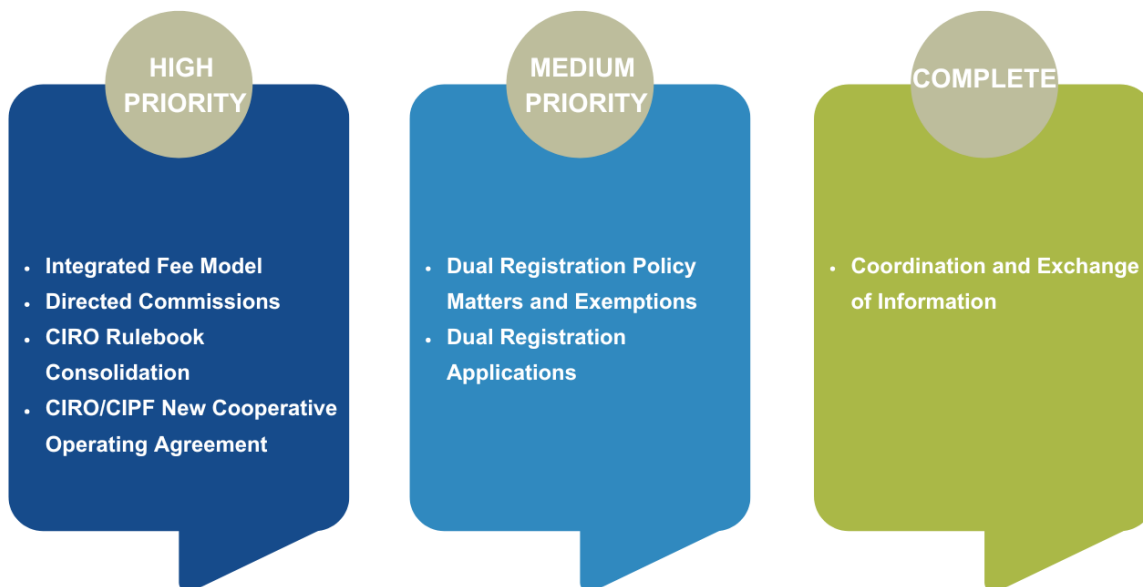 HIGH
PRIORITY
• Integrated Fee Model
• Directed Commissions
• CIRO Rulebook
Consolidation
• CIRO/CIPF New Cooperative
Operating Agreement
MEDIUM
PRIORITY
• Dual Registration Policy
Matters and Exemptions
• Dual Registration
Applications
COMPLETE
• Coordination and Exchange
of Information